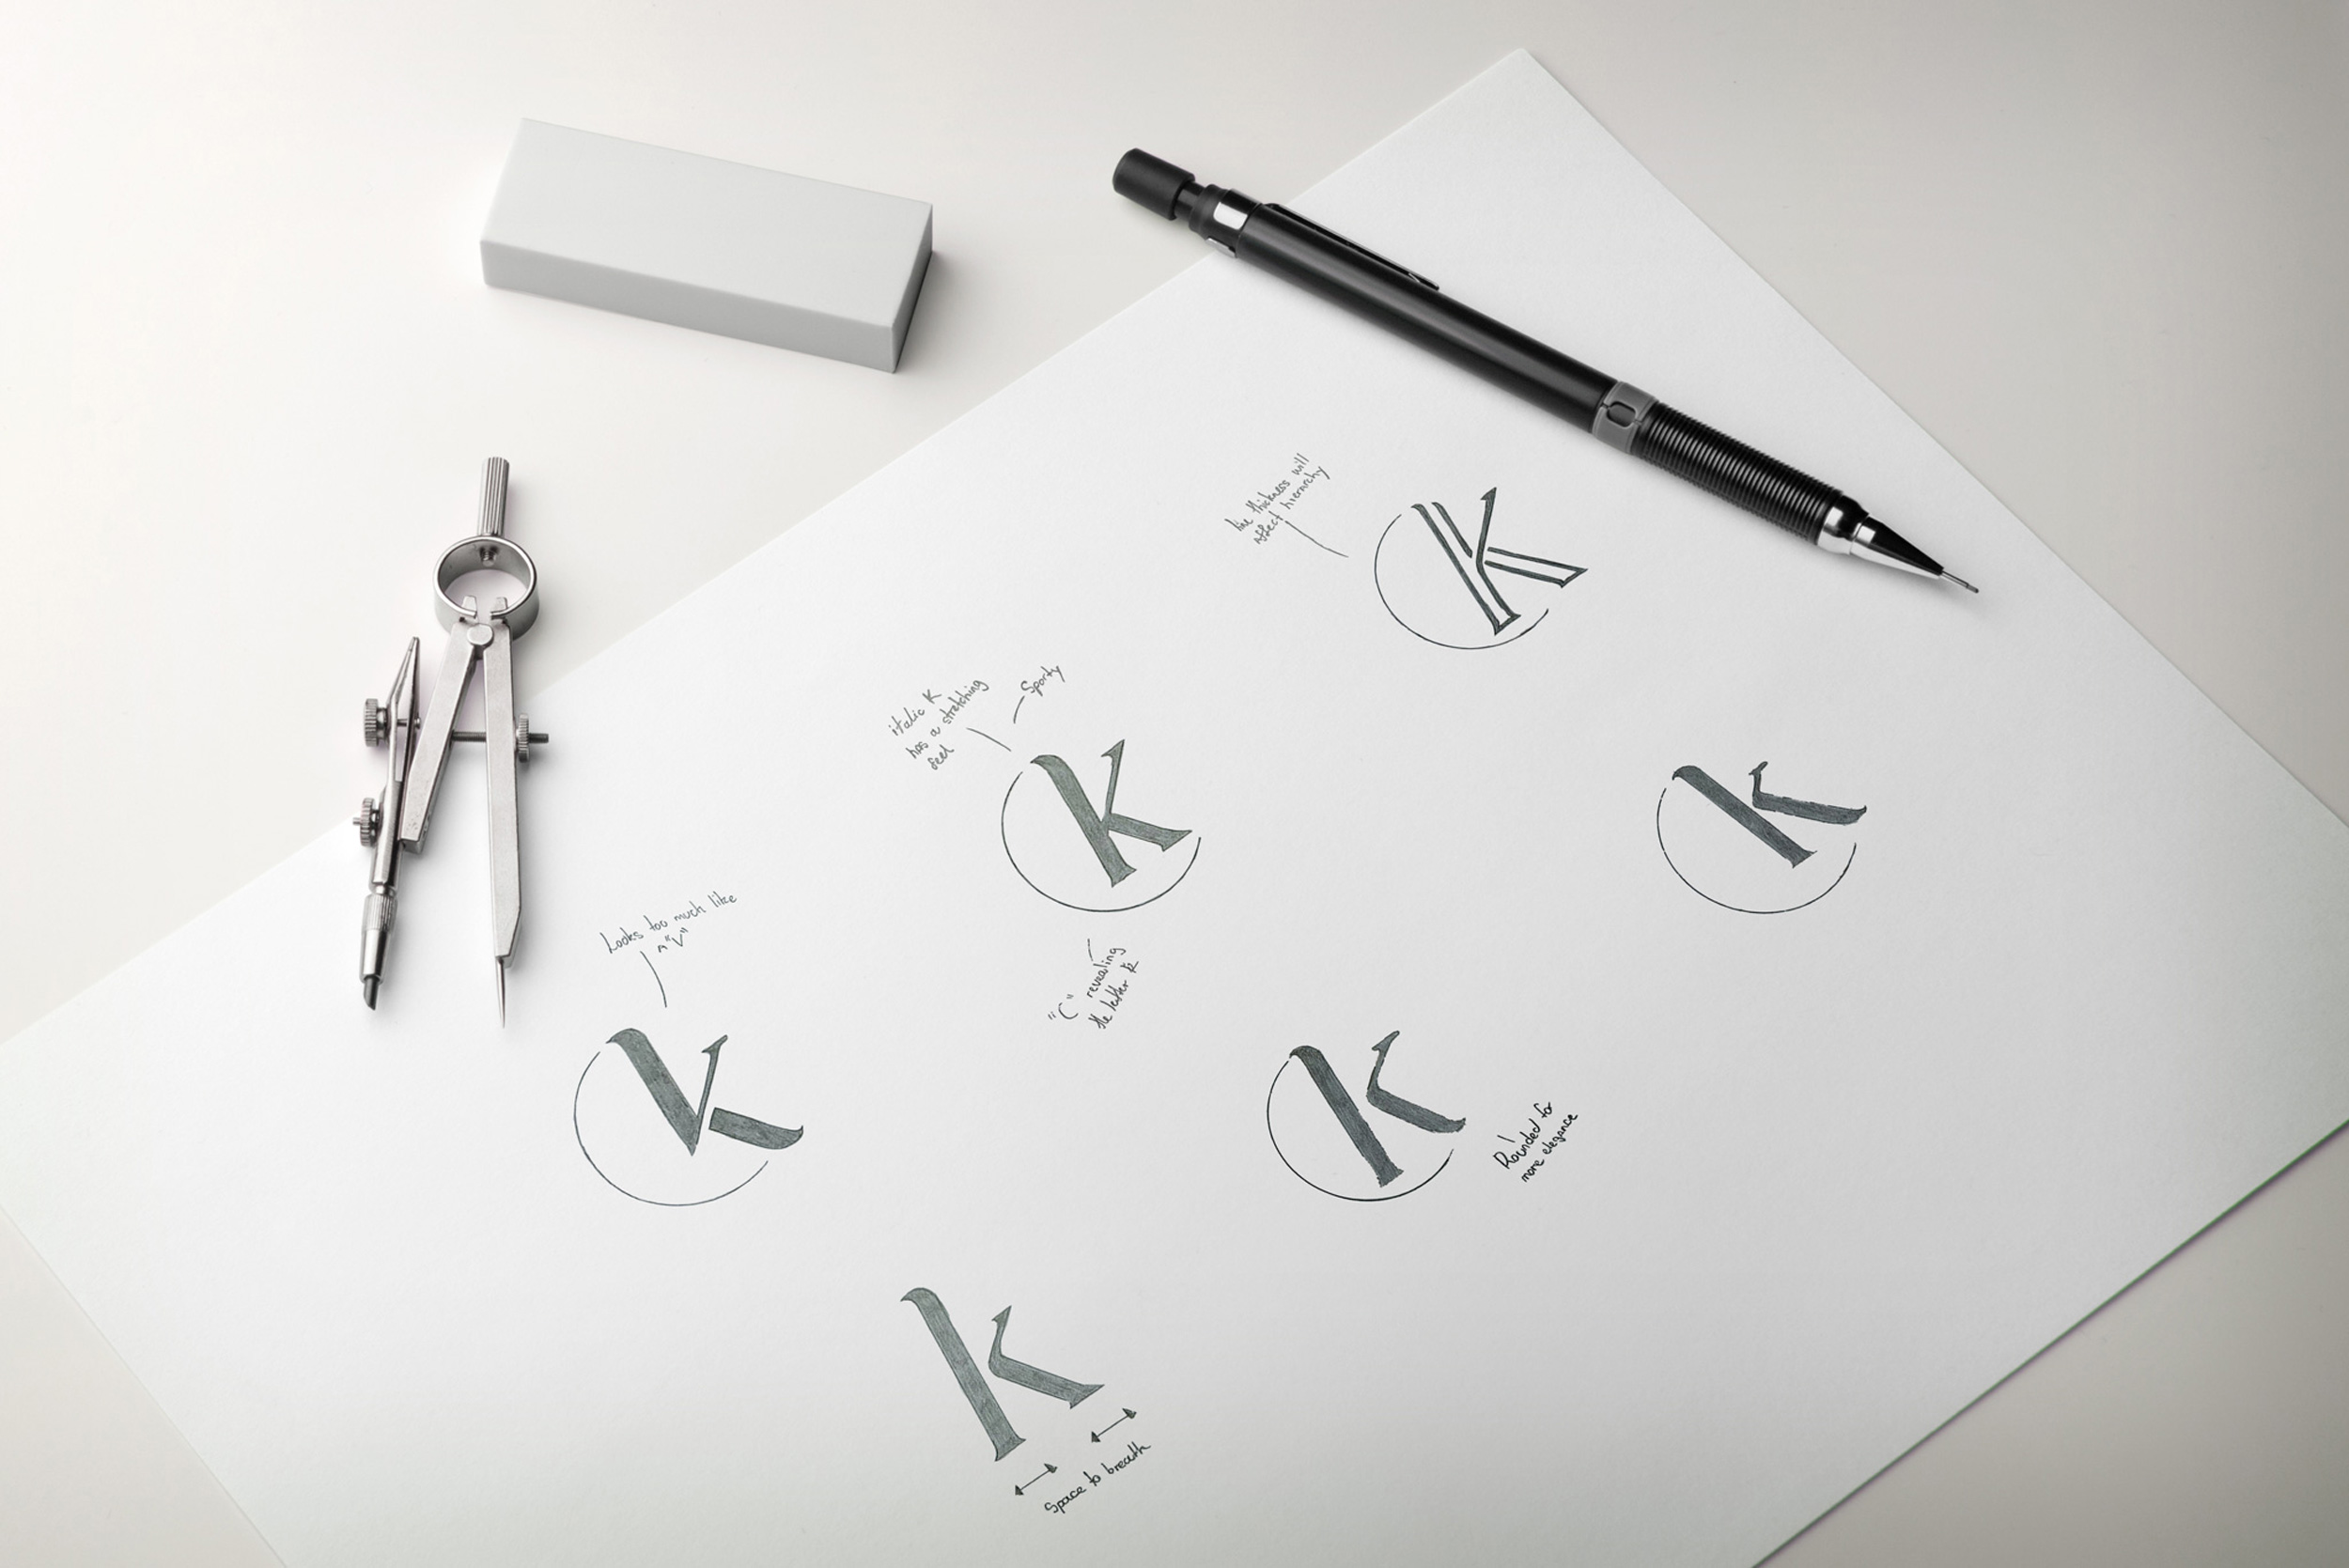 line thickness will
affect hierarchy
K
italic K
has a stretching
feel
Sporty
K
K
"C" revealing
the letter K
Looks too much like
a "V"
K
K
Rounded for
more elegance
K
Space to breath